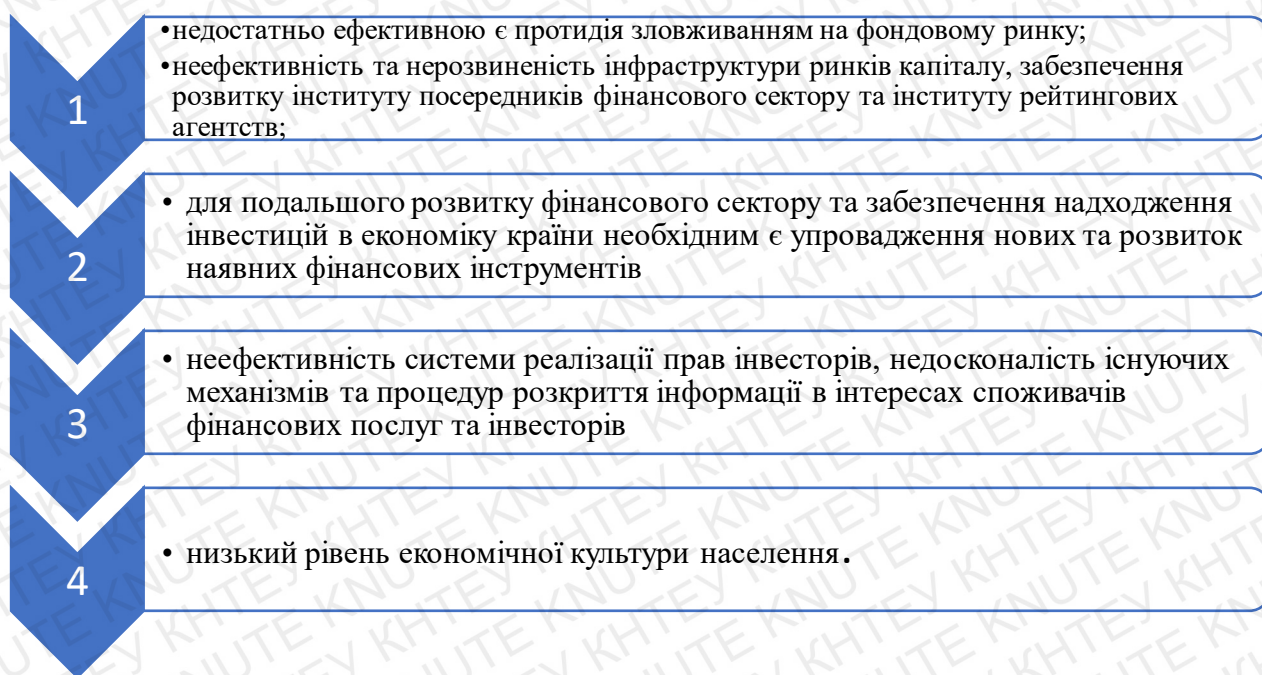 1
•недостатньо ефективною є протидія зловживанням на фондовому ринку;
•неефективність та нерозвиненість інфраструктури ринків капіталу, забезпечення
розвитку інституту посередників фінансового сектору та інституту рейтингових
агентств;
2
• для подальшого розвитку фінансового сектору та забезпечення надходження
інвестицій в економіку країни необхідним є упровадження нових та розвиток
наявних фінансових інструментів
3
• неефективність системи реалізації прав інвесторів, недосконалість існуючих
механізмів та процедур розкриття інформації в інтересах споживачів
фінансових послуг та інвесторів
4
• низький рівень економічної культури населення.